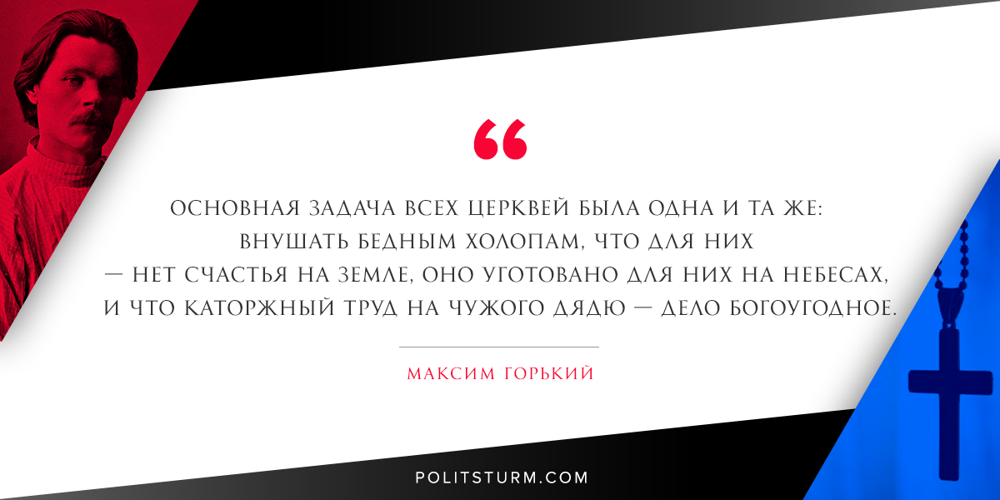 “
ОСНОВНАЯ ЗАДАЧА ВСЕХ ЦЕРКВЕЙ БЫЛА ОДНА И ТА ЖЕ:
ВНУШАТЬ БЕДНЫМ ХОЛОПАМ, ЧТО ДЛЯ НИХ
— НЕТ СЧАСТЬЯ НА ЗЕМЛЕ, ОНО УГОТОВАНО ДЛЯ НИХ НА НЕБЕСАХ,
И ЧТО КАТОРЖНЫЙ ТРУД НА ЧУЖОГО ДЯДЮ — ДЕЛО БОГОУГОДНОЕ.
МАКСИМ ГОРЬКИЙ
POLITSTURM.COM